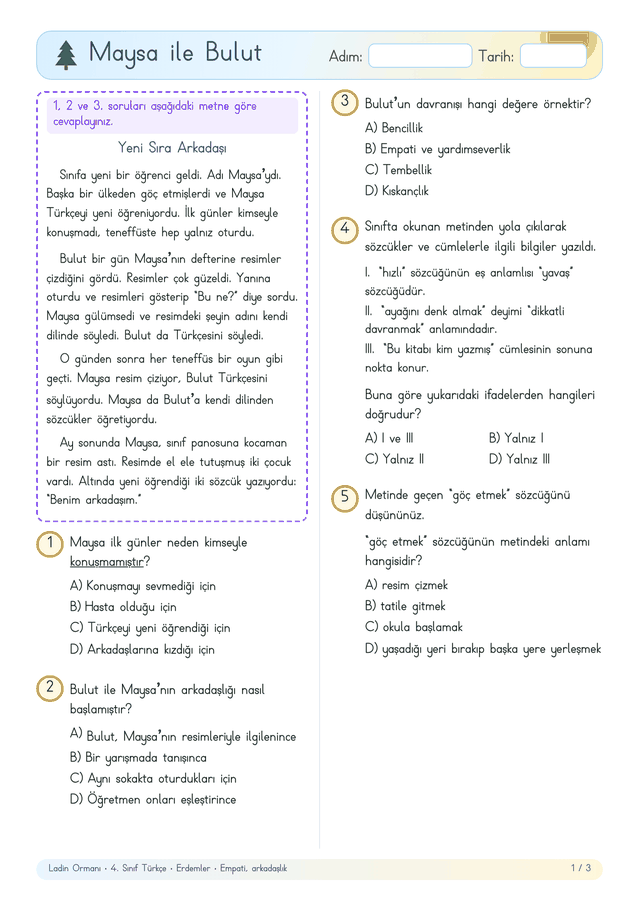 Maysa ile Bulut
Adım:
Tarih:
1, 2 ve 3. soruları aşağıdaki metne göre
cevaplayınız.
Yeni Sıra Arkadaşı
Sınıfa yeni bir öğrenci geldi. Adı Maysa'ydı.
Başka bir ülkeden göç etmişlerdi ve Maysa
Türkçeyi yeni öğreniyordu. İlk günler kimseyle
konuşmadı, teneffüste hep yalnız oturdu.
Bulut bir gün Maysa'nın defterine resimler
çizdiğini gördü. Resimler çok güzeldi. Yanına
oturdu ve resimleri gösterip "Bu ne?" diye sordu.
Maysa gülümsedi ve resimdeki şeyin adını kendi
dilinde söyledi. Bulut da Türkçesini söyledi.
O günden sonra her teneffüs bir oyun gibi
geçti. Maysa resim çiziyor, Bulut Türkçesini
söylüyordu. Maysa da Bulut'a kendi dilinden
sözcükler öğretiyordu.
Ay sonunda Maysa, sınıf panosuna kocaman
bir resim astı. Resimde el ele tutuşmuş iki çocuk
vardı. Altında yeni öğrendiği iki sözcük yazıyordu:
"Benim arkadaşım."
1
Maysa ilk günler neden kimseyle
konuşmamıştır?
A) Konuşmayı sevmediği için
B) Hasta olduğu için
C) Türkçeyi yeni öğrendiği için
D) Arkadaşlarına kızdığı için
2
Bulut ile Maysa'nın arkadaşlığı nasıl
başlamıştır?
A) Bulut, Maysa'nın resimleriyle ilgilenince
B) Bir yarışmada tanışınca
C) Aynı sokakta oturdukları için
D) Öğretmen onları eşleştirince
3
Bulut'un davranışı hangi değere örnektir?
A) Bencillik
B) Empati ve yardımseverlik
C) Tembellik
D) Kıskançlık
4
Sınıfta okunan metinden yola çıkılarak
sözcükler ve cümlelerle ilgili bilgiler yazıldı.
I. "hızlı" sözcüğünün eş anlamlısı "yavaş"
sözcüğüdür.
II. "ayağını denk almak" deyimi "dikkatli
davranmak" anlamındadır.
III. "Bu kitabı kim yazmış" cümlesinin sonuna
nokta konur.
Buna göre yukarıdaki ifadelerden hangileri
doğrudur?
A) I ve III B) Yalnız I
C) Yalnız II D) Yalnız III
5
Metinde geçen "göç etmek" sözcüğünü
düşününüz.
"göç etmek" sözcüğünün metindeki anlamı
hangisidir?
A) resim çizmek
B) tatile gitmek
C) okula başlamak
D) yaşadığı yeri bırakıp başka yere yerleşmek
Ladin Ormanı • 4. Sınıf Türkçe • Erdemler • Empati, arkadaşlık
1 / 3